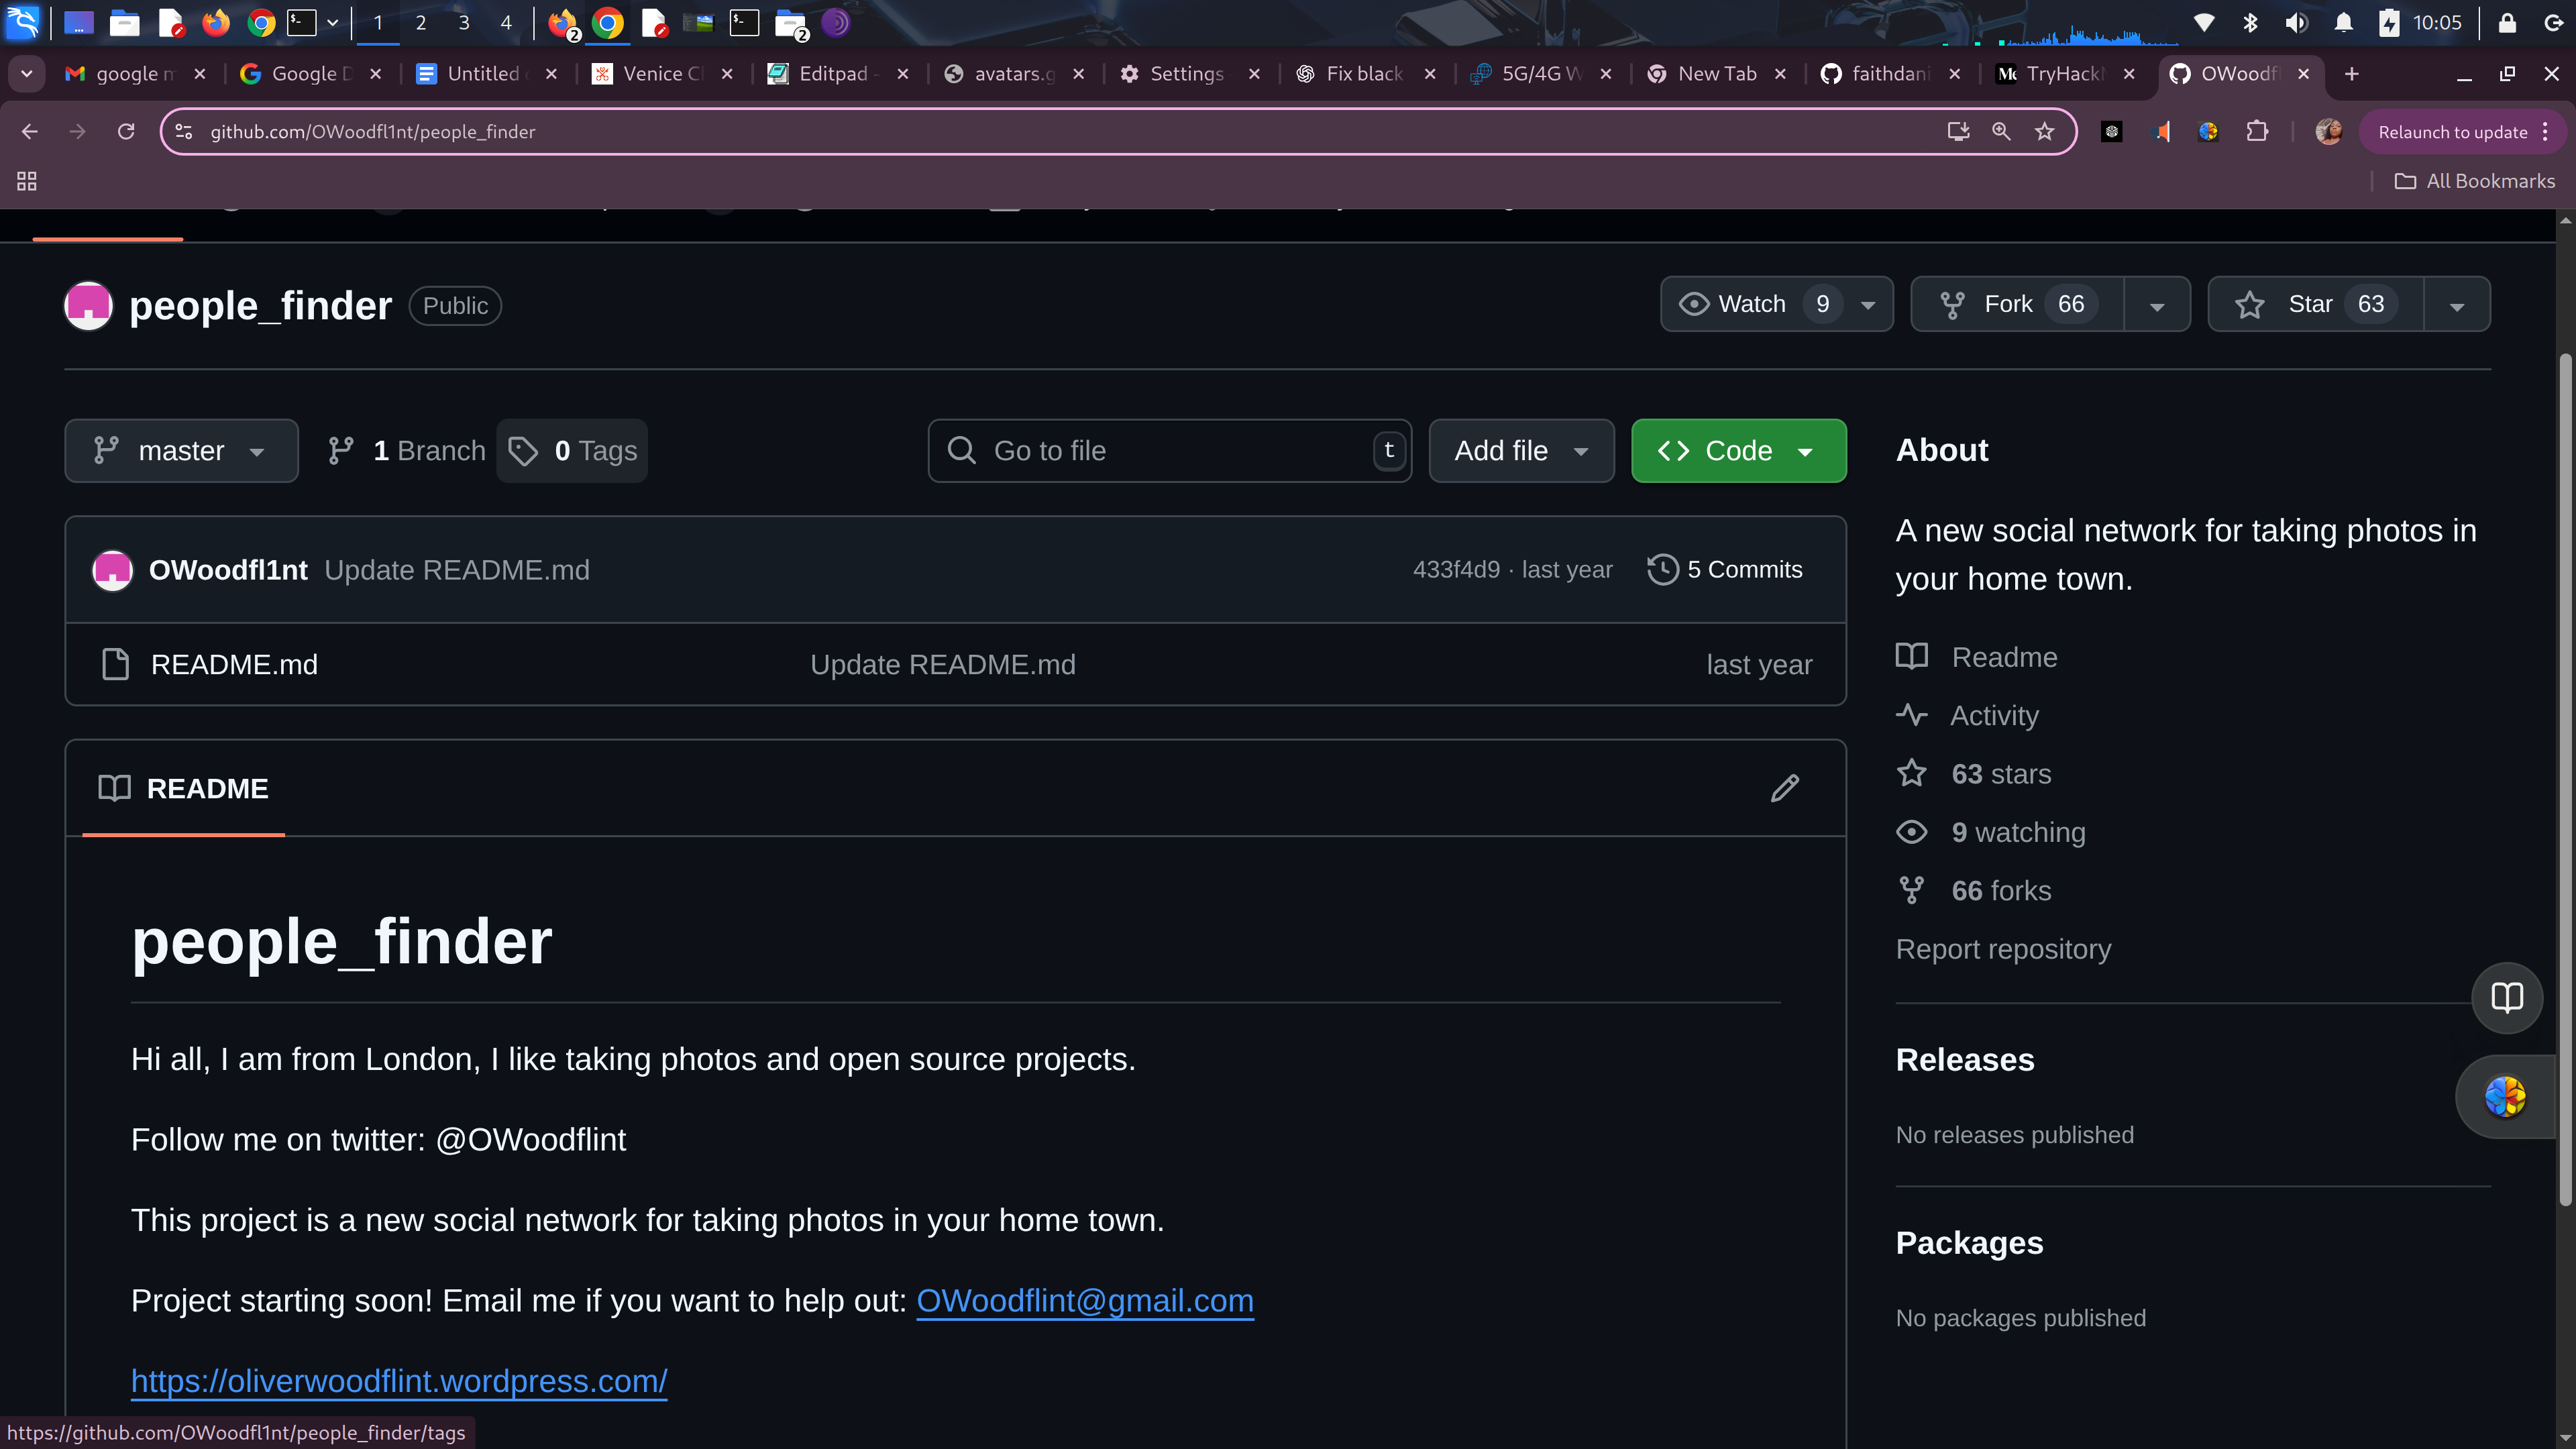 1 2 3 4 2 2 10:05
google m Google D Untitled Venice Cl Editpad - avatars.g Settings Fix black 5G/4G W New Tab faithdani TryHackM OWoodfl
github.com/OWoodfl1nt/people_finder Relaunch to update
All Bookmarks
people_finder Public Watch 9 Fork 66 Star 63
master 1 Branch 0 Tags Go to file t Add file Code
OWoodfl1nt Update README.md 433f4d9 · last year 5 Commits
README.md Update README.md last year
README
people_finder
Hi all, I am from London, I like taking photos and open source projects.
Follow me on twitter: @OWoodflint
This project is a new social network for taking photos in your home town.
Project starting soon! Email me if you want to help out: OWoodflint@gmail.com
https://oliverwoodflint.wordpress.com/
About
A new social network for taking photos in
your home town.
Readme
Activity
63 stars
9 watching
66 forks
Report repository
Releases
No releases published
Packages
No packages published
https://github.com/OWoodfl1nt/people_finder/tags